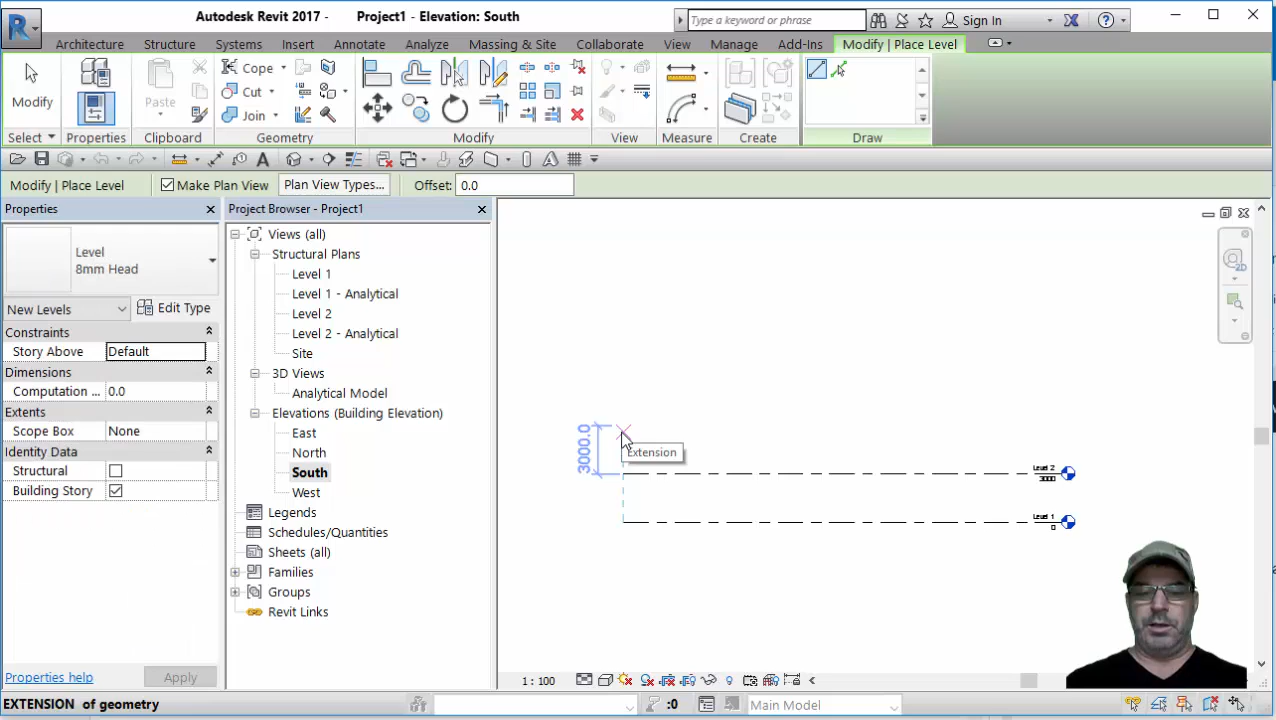 Autodesk Revit 2017 - Project1 - Elevation: South
Type a keyword or phrase
Sign In
Architecture Structure Systems Insert Annotate Analyze Massing & Site Collaborate View Manage Add-Ins Modify | Place Level
Modify
Paste
Cope
Cut
Join
Select Properties Clipboard Geometry Modify View Measure Create Draw
Modify | Place Level
Make Plan View
Plan View Types...
Offset: 0.0
Properties
Level
8mm Head
New Levels
Edit Type
Constraints
Story Above Default
Dimensions
Computation ... 0.0
Extents
Scope Box None
Identity Data
Structural
Building Story
Properties help
Apply
Project Browser - Project1
Views (all)
Structural Plans
Level 1
Level 1 - Analytical
Level 2
Level 2 - Analytical
Site
3D Views
Analytical Model
Elevations (Building Elevation)
East
North
South
West
Legends
Schedules/Quantities
Sheets (all)
Families
Groups
Revit Links
2D
3000.0
Extension
Level 2
3000
Level 1
0
1 : 100
EXTENSION of geometry
:0
Main Model